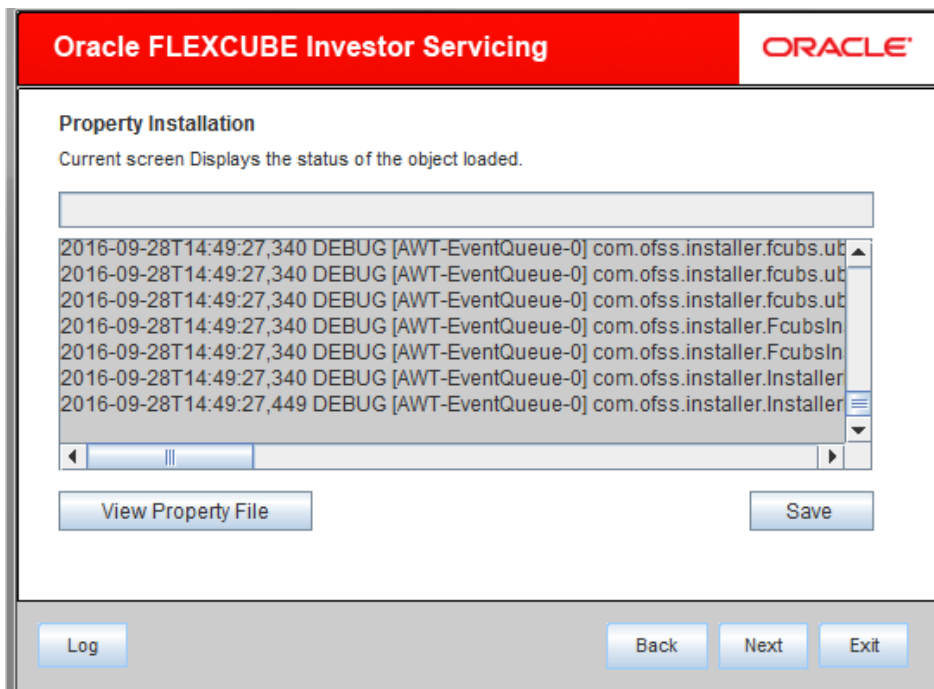 Oracle FLEXCUBE Investor Servicing
ORACLE
Property Installation
Current screen Displays the status of the object loaded.
2016-09-28T14:49:27,340 DEBUG [AWT-EventQueue-0] com.ofss.installer.fcubs.ub
2016-09-28T14:49:27,340 DEBUG [AWT-EventQueue-0] com.ofss.installer.fcubs.ub
2016-09-28T14:49:27,340 DEBUG [AWT-EventQueue-0] com.ofss.installer.fcubs.ub
2016-09-28T14:49:27,340 DEBUG [AWT-EventQueue-0] com.ofss.installer.FcubsIn
2016-09-28T14:49:27,340 DEBUG [AWT-EventQueue-0] com.ofss.installer.FcubsIn
2016-09-28T14:49:27,340 DEBUG [AWT-EventQueue-0] com.ofss.installer.Installer
2016-09-28T14:49:27,449 DEBUG [AWT-EventQueue-0] com.ofss.installer.Installer
View Property File
Save
Log
Back
Next
Exit